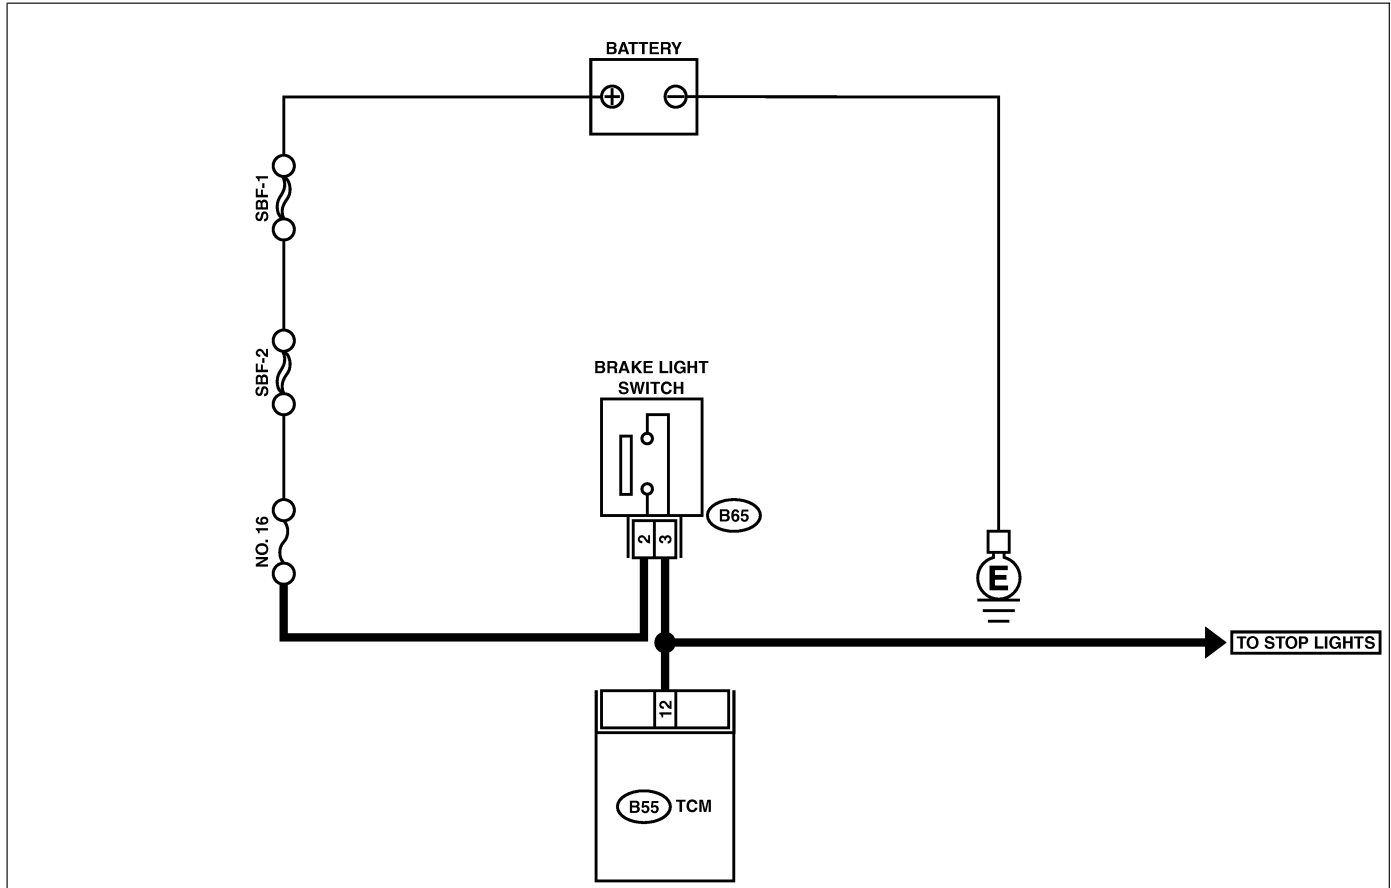 BATTERY
SBF-1
SBF-2
BRAKE LIGHT
SWITCH
B65
NO. 16
2 3
E
TO STOP LIGHTS
12
B55 TCM